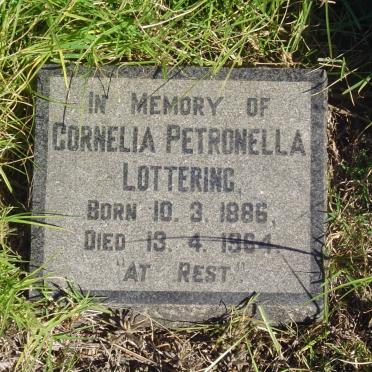 IN MEMORY OF
CORNELIA PETRONELLA
LOTTERING,
BORN 10. 3. 1886,
DIED 13. 4. 1964.
"AT REST"